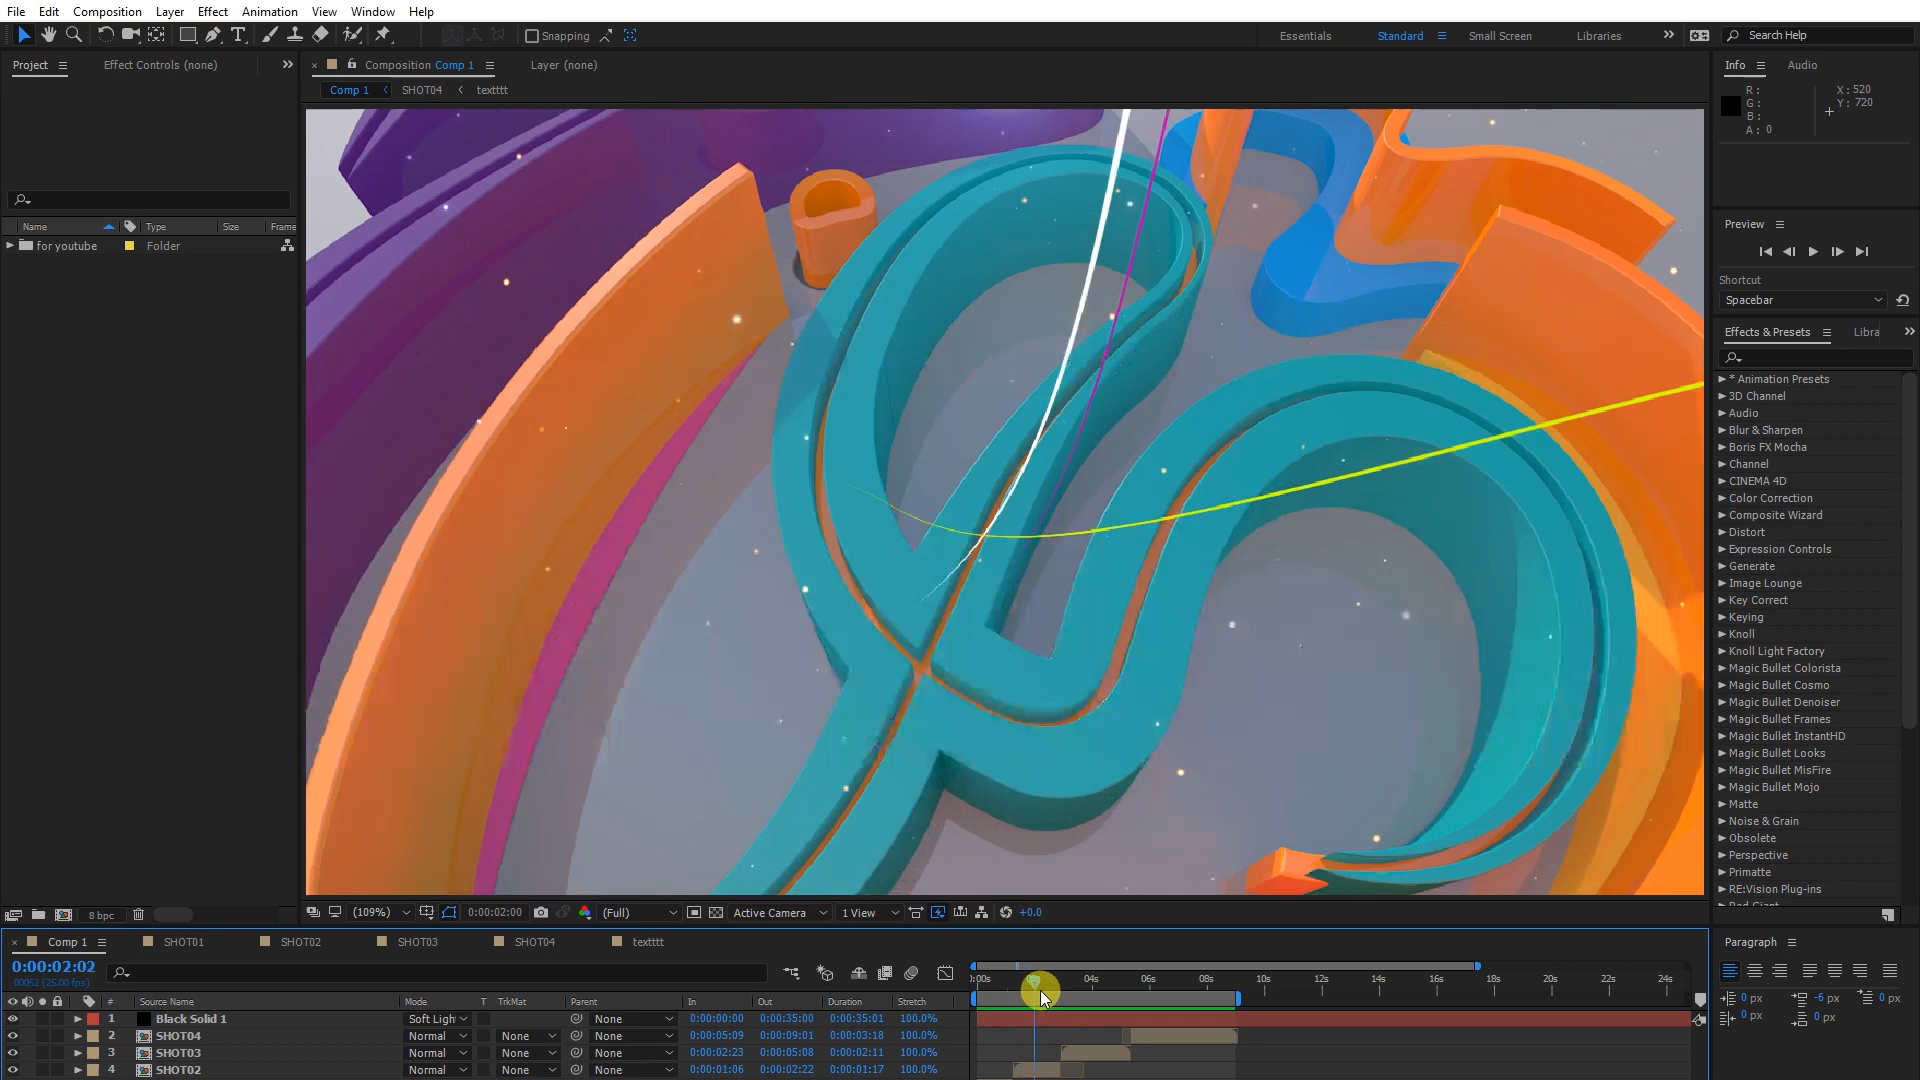 File Edit Composition Layer Effect Animation View Window Help
Snapping Essentials Standard Small Screen Libraries Search Help
Project Effect Controls (none) Composition Comp 1 Layer (none) Info Audio
Comp 1 SHOT04 textttt
R : X : 520
G : Y : 720
B :
A : 0
Name Type Size Frame
for youtube Folder
Preview
Shortcut
Spacebar
Effects & Presets Libra
* Animation Presets
3D Channel
Audio
Blur & Sharpen
Boris FX Mocha
Channel
CINEMA 4D
Color Correction
Composite Wizard
Distort
Expression Controls
Generate
Image Lounge
Key Correct
Keying
Knoll
Knoll Light Factory
Magic Bullet Colorista
Magic Bullet Cosmo
Magic Bullet Denoiser
Magic Bullet Frames
Magic Bullet InstantHD
Magic Bullet Looks
Magic Bullet MisFire
Magic Bullet Mojo
Matte
Noise & Grain
Obsolete
Perspective
Primatte
RE:Vision Plug-ins
Red Giant
8 bpc (109%) 0:00:02:00 (Full) Active Camera 1 View +0.0
Comp 1 SHOT01 SHOT02 SHOT03 SHOT04 textttt
Paragraph
0:00:02:02
00052 (25.00 fps)
0:00s 04s 06s 08s 10s 12s 14s 16s 18s 20s 22s 24s
# Source Name Mode T TrkMat Parent In Out Duration Stretch
0 px -6 px 0 px
0 px 0 px
1 Black Solid 1 Soft Ligh None 0:00:00:00 0:00:35:00 0:00:35:01 100.0%
2 SHOT04 Normal None None 0:00:05:09 0:00:09:01 0:00:03:18 100.0%
3 SHOT03 Normal None None 0:00:02:23 0:00:05:08 0:00:02:11 100.0%
4 SHOT02 Normal None None 0:00:01:06 0:00:02:22 0:00:01:17 100.0%